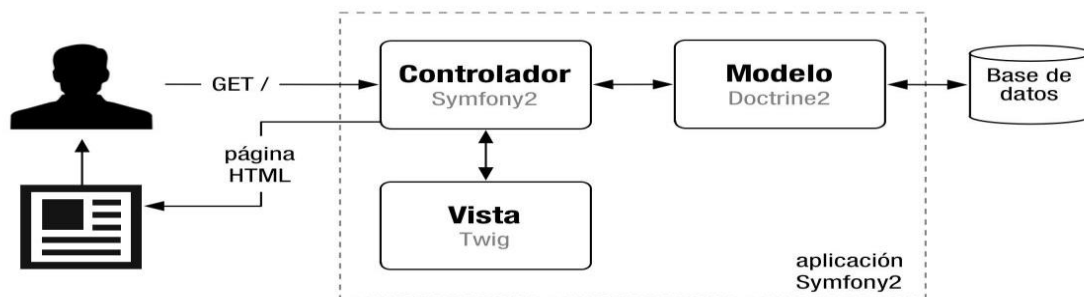 GET /
Controlador
Symfony2
Modelo
Doctrine2
Base de
datos
página
HTML
Vista
Twig
aplicación
Symfony2